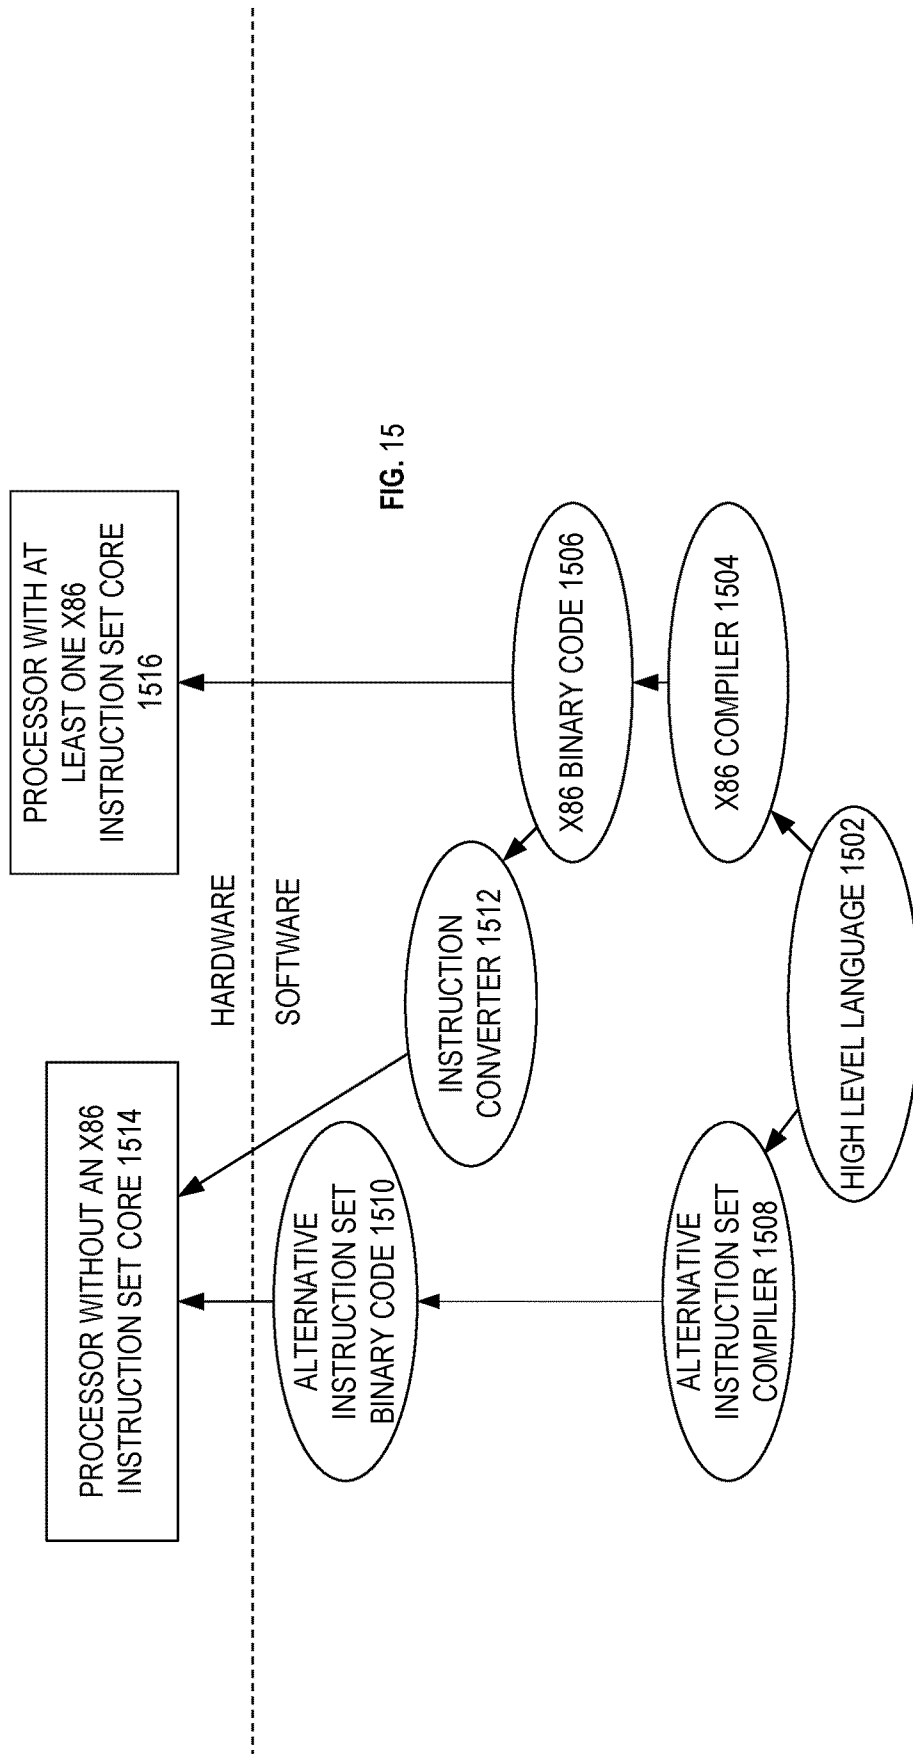 PROCESSOR WITHOUT AN X86
INSTRUCTION SET CORE 1514
PROCESSOR WITH AT
LEAST ONE X86
INSTRUCTION SET CORE
1516
HARDWARE
SOFTWARE
ALTERNATIVE
INSTRUCTION SET
BINARY CODE 1510
INSTRUCTION
CONVERTER 1512
FIG. 15
X86 BINARY CODE 1506
ALTERNATIVE
INSTRUCTION SET
COMPILER 1508
X86 COMPILER 1504
HIGH LEVEL LANGUAGE 1502